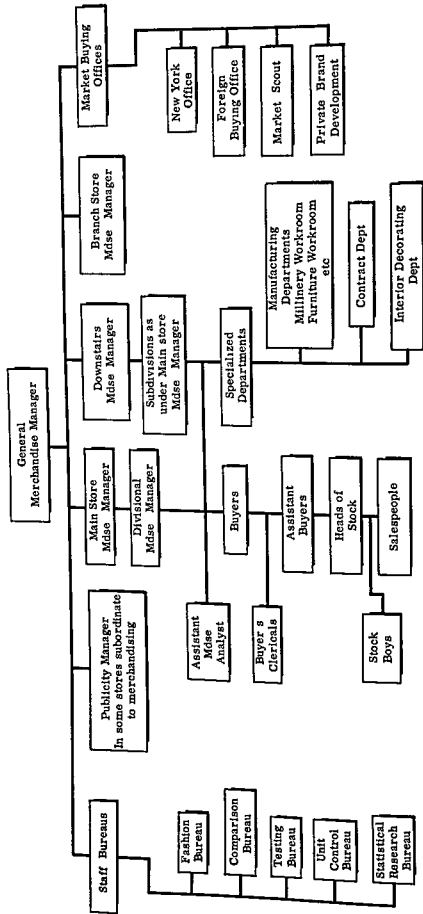 General
Merchandise Manager
Staff Bureaus
Publicity Manager
In some stores subordinate
to merchandising
Main Store
Mdse Manager
Downstairs
Mdse Manager
Branch Store
Mdse Manager
Market Buying
Offices
Fashion
Bureau
Comparison
Bureau
Testing
Bureau
Unit
Control
Bureau
Statistical
Research
Bureau
Divisional
Mdse Manager
Assistant
Mdse
Analyst
Buyers
Buyer s
Clericals
Assistant
Buyers
Heads of
Stock
Stock
Boys
Salespeople
Subdivisions as
under Main store
Mdse Manager
Specialized
Departments
Manufacturing
Departments
Millinery Workroom
Furniture Workroom
etc
Contract Dept
Interior Decorating
Dept
New York
Office
Foreign
Buying Office
Market Scout
Private Brand
Development